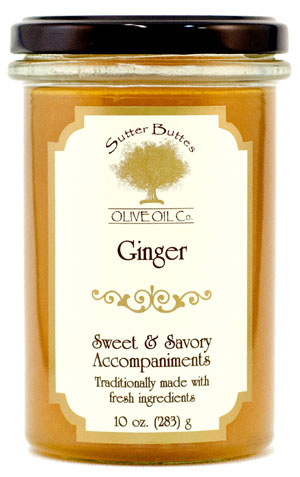 Sutter Buttes
OLIVE OIL Co.
Ginger
Sweet & Savory
Accompaniments
Traditionally made with
fresh ingredients
10 oz. (283) g